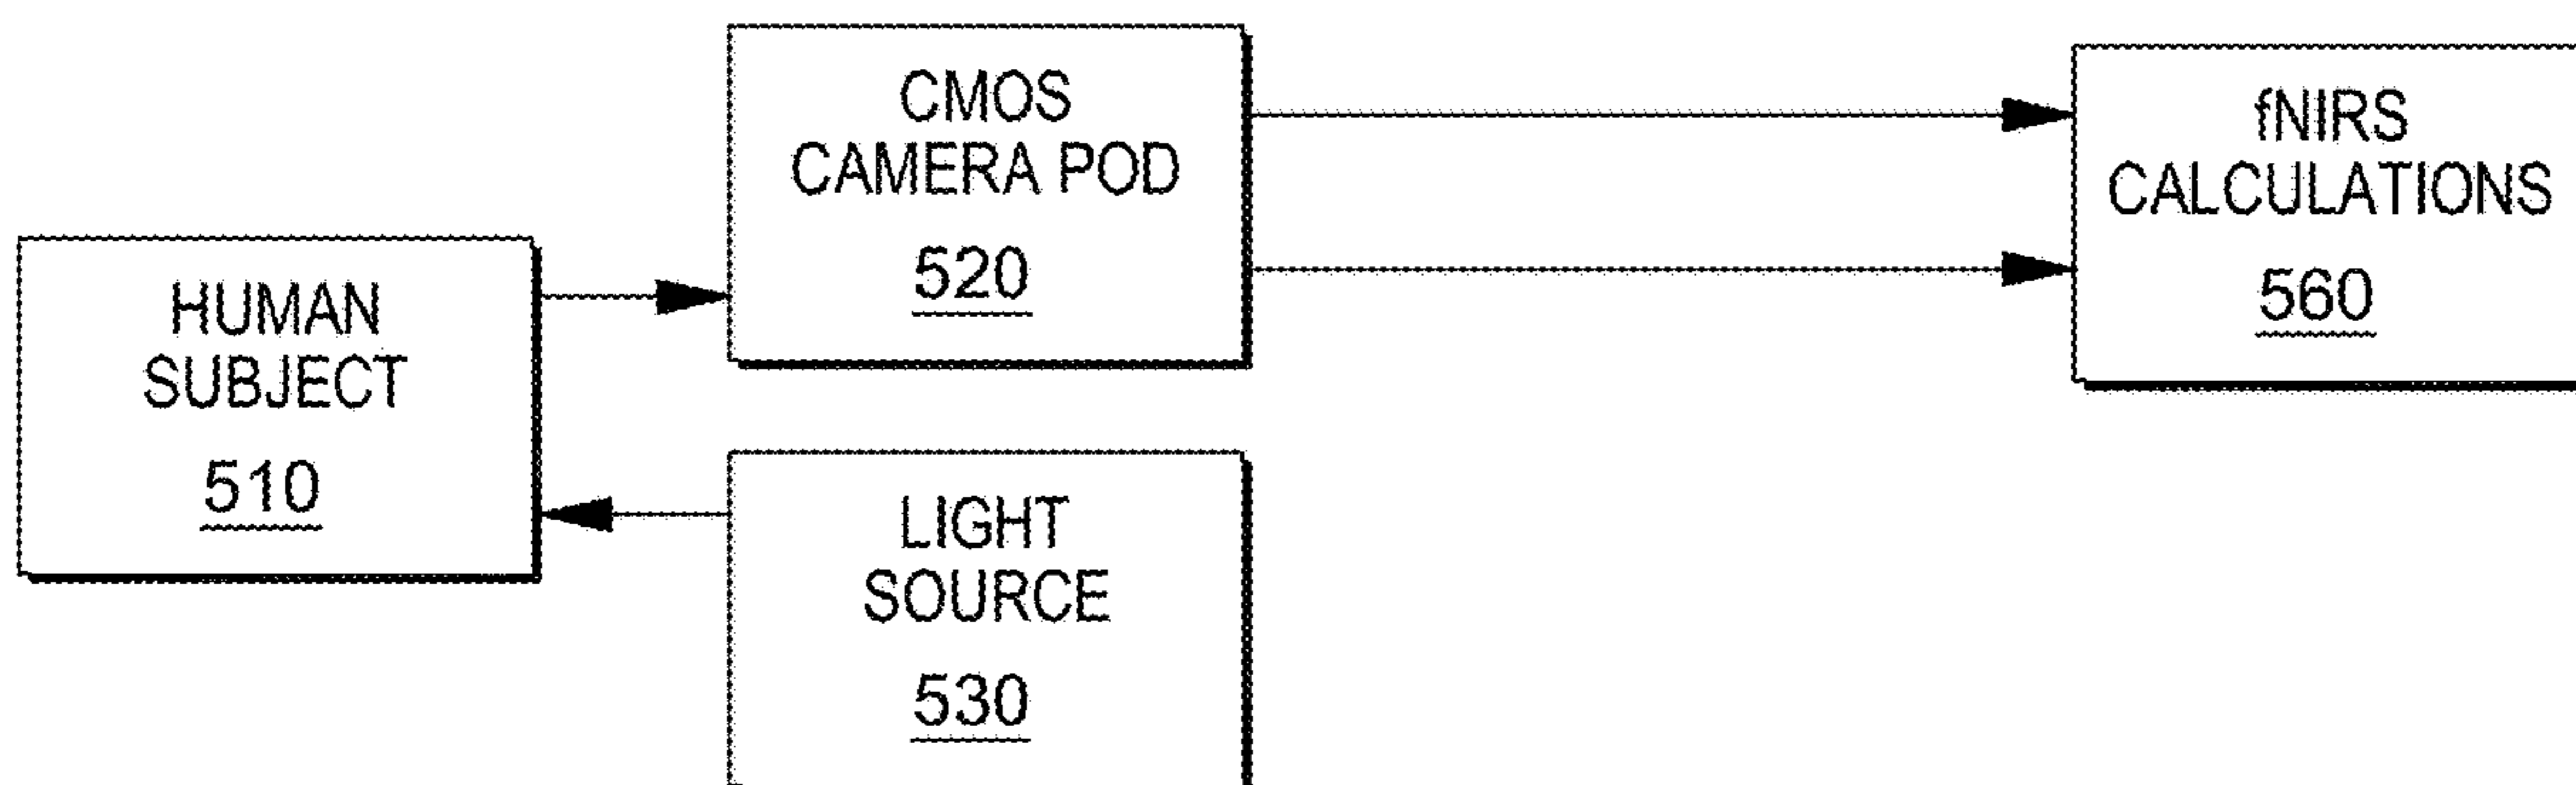 CMOS
CAMERA POD
520
fNIRS
CALCULATIONS
560
HUMAN
SUBJECT
510
LIGHT
SOURCE
530